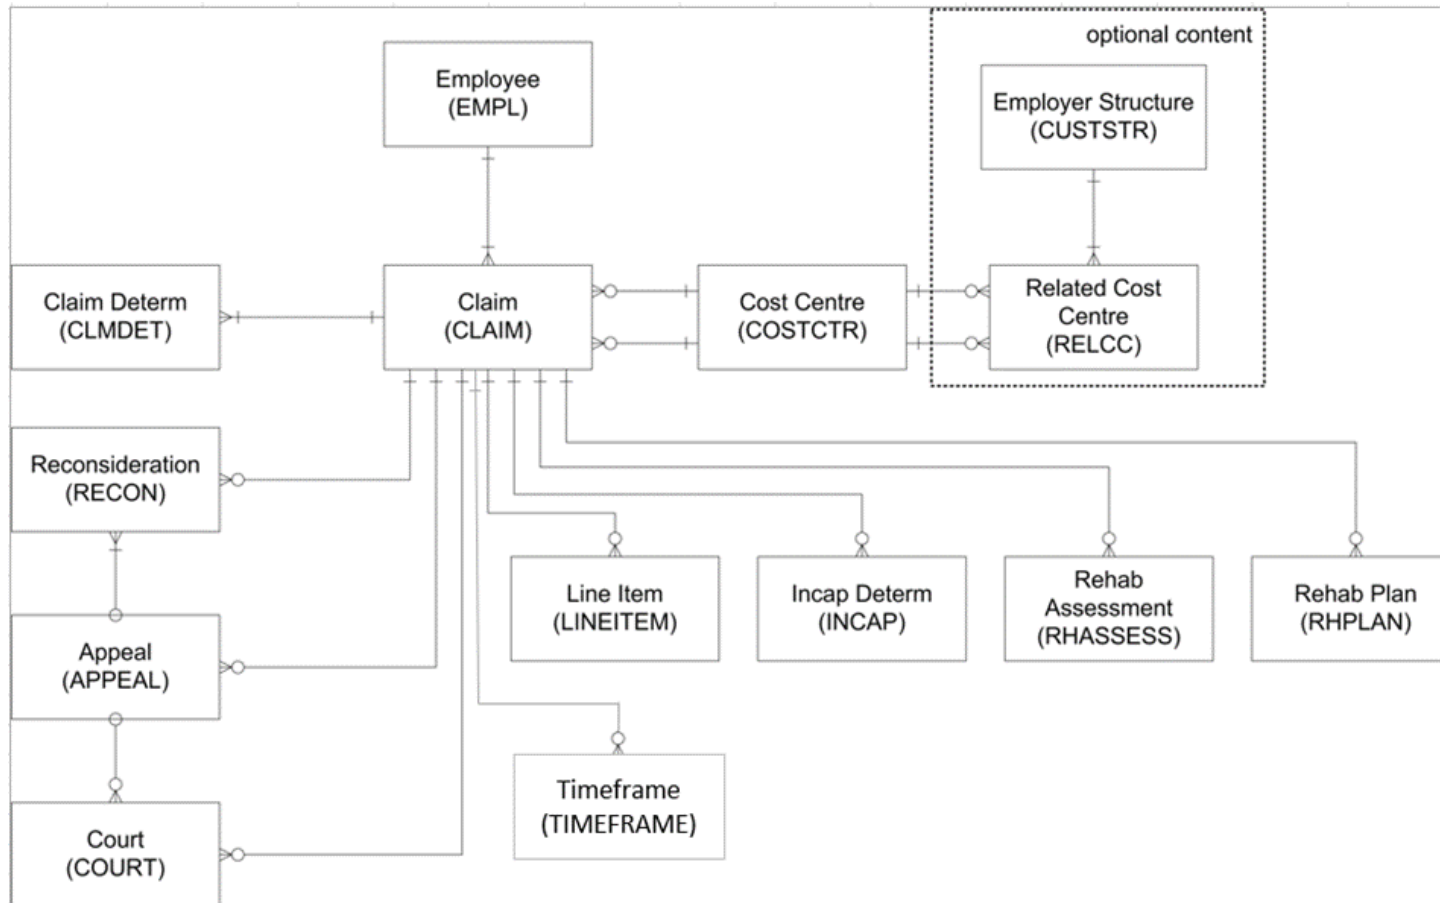 optional content
Employee
(EMPL)
Employer Structure
(CUSTSTR)
Claim Determ
(CLMDET)
Claim
(CLAIM)
Cost Centre
(COSTCTR)
Related Cost
Centre
(RELCC)
Reconsideration
(RECON)
Line Item
(LINEITEM)
Incap Determ
(INCAP)
Rehab
Assessment
(RHASSESS)
Rehab Plan
(RHPLAN)
Appeal
(APPEAL)
Timeframe
(TIMEFRAME)
Court
(COURT)